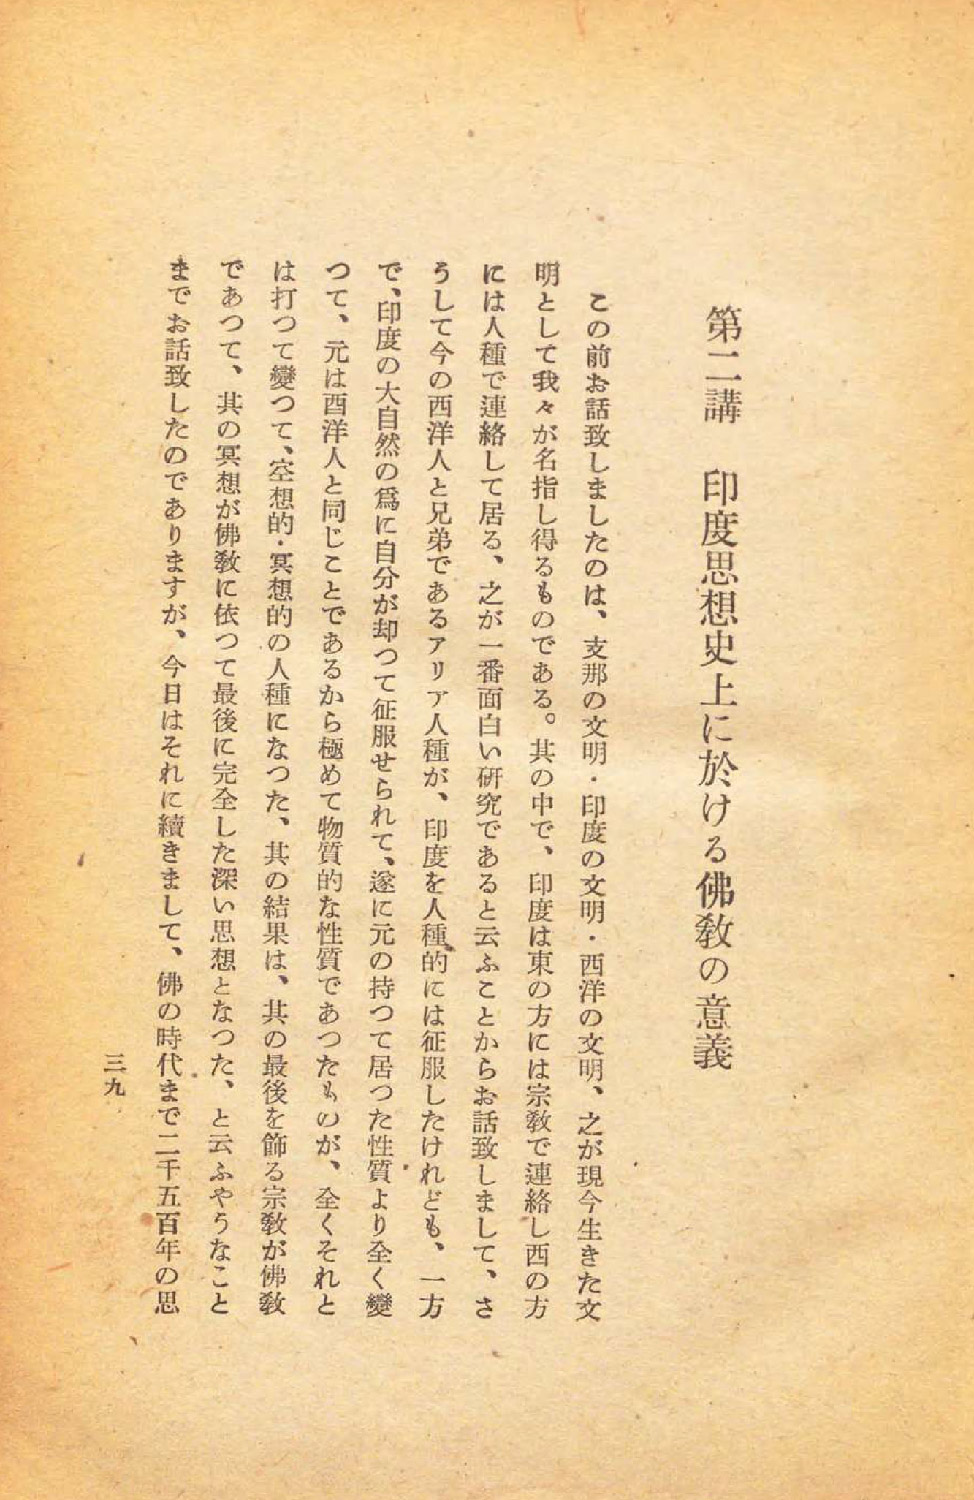 第二講　印度思想史上に於ける佛教の意義
この前お話致しましたのは、支那の文明・印度の文明・西洋の文明、之が現今生きた文
明として我々が名指し得るものである。其の中で、印度は東の方には宗教で連絡し西の方
には人種で連絡して居る、之が一番面白い研究であると云ふことからお話致しまして、さ
うして今の西洋人と兄弟であるアリア人種が、印度を人種的には征服したけれども、一方
で、印度の大自然の爲に自分が却つて征服せられて、遂に元の持つて居つた性質より全く變
つて、元は西洋人と同じことであるから極めて物質的な性質であつたものが、全くそれと
は打つて變つて、空想的・冥想的の人種になつた、其の結果は、其の最後を飾る宗教が佛教
であつて、其の冥想が佛教に依つて最後に完全した深い思想となつた、と云ふやうなこと
までお話致したのでありますが、今日はそれに續きまして、佛の時代まで二千五百年の思
三九